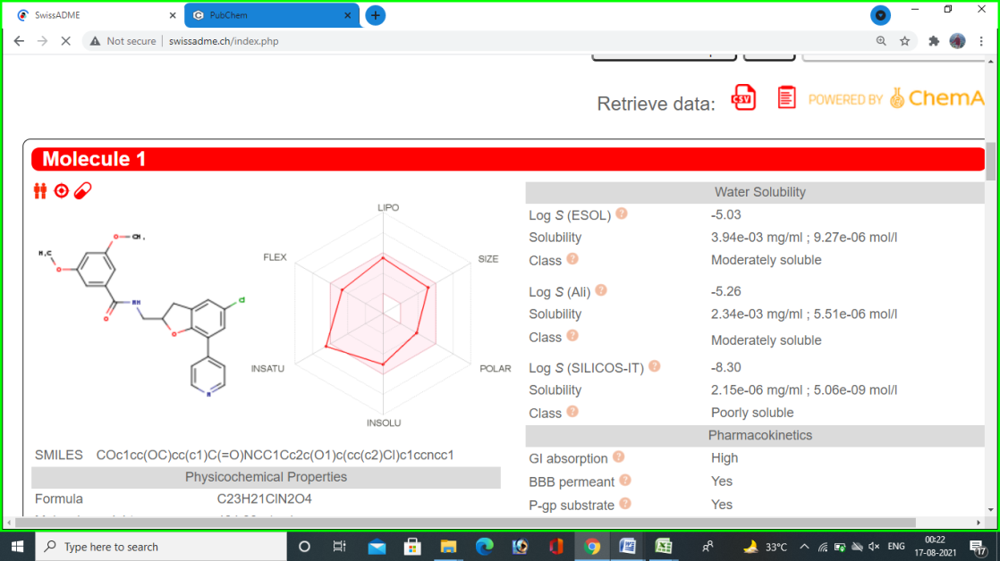 SwissADME
PubChem
Not secure | swissadme.ch/index.php
Retrieve data:
CSV
POWERED BY ChemA
Molecule 1
Water Solubility
Log S (ESOL) ? -5.03
Solubility 3.94e-03 mg/ml ; 9.27e-06 mol/l
Class ? Moderately soluble
Log S (Ali) ? -5.26
Solubility 2.34e-03 mg/ml ; 5.51e-06 mol/l
Class ? Moderately soluble
Log S (SILICOS-IT) ? -8.30
Solubility 2.15e-06 mg/ml ; 5.06e-09 mol/l
Class ? Poorly soluble
Pharmacokinetics
GI absorption ? High
BBB permeant ? Yes
P-gp substrate ? Yes
LIPO
FLEX
SIZE
INSATU
POLAR
INSOLU
O CH,
H,C
O
NH
O
O
Cl
N
SMILES COc1cc(OC)cc(c1)C(=O)NCC1Cc2c(O1)c(cc(c2)Cl)c1ccncc1
Physicochemical Properties
Formula C23H21ClN2O4
Type here to search
33°C
ENG
00:22
17-08-2021
17